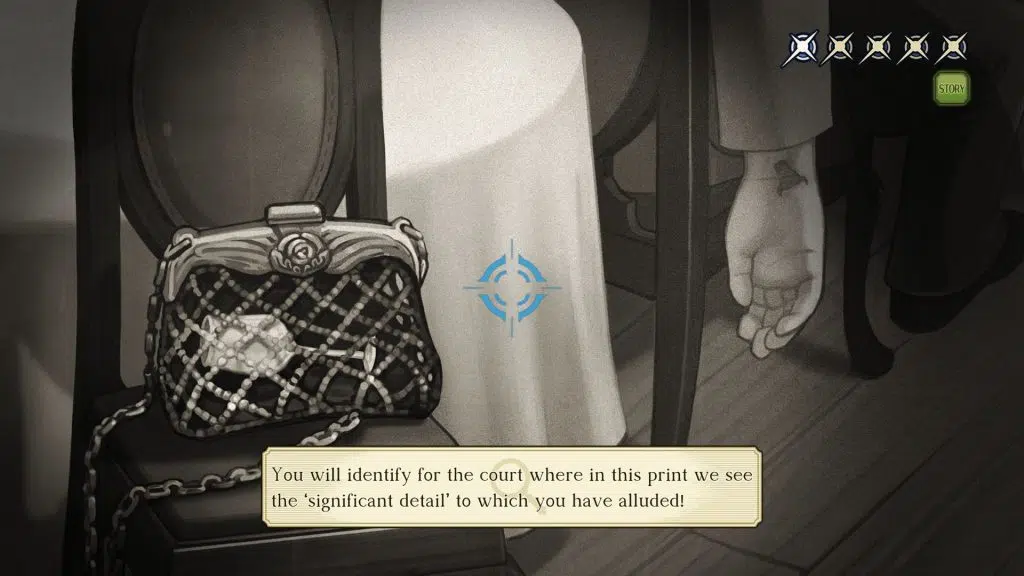 STORY
You will identify for the court where in this print we see
the ‘significant detail’ to which you have alluded!